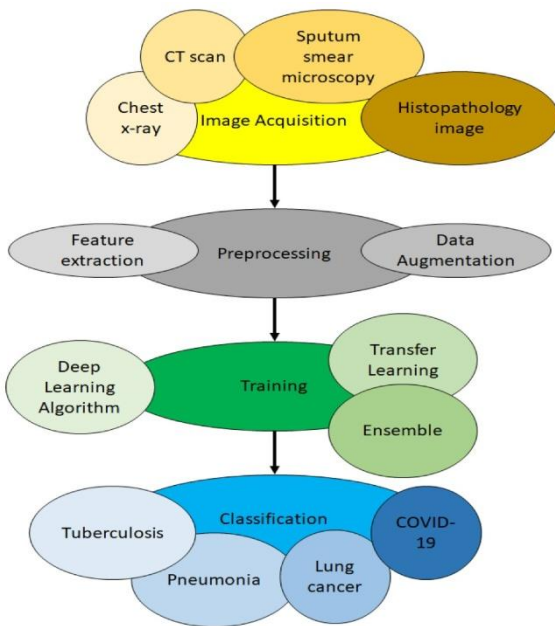 CT scan
Sputum
smear
microscopy
Chest
x-ray
Image Acquisition
Histopathology
image
Feature
extraction
Preprocessing
Data
Augmentation
Deep
Learning
Algorithm
Training
Transfer
Learning
Ensemble
Tuberculosis
Classification
COVID-
19
Pneumonia
Lung
cancer